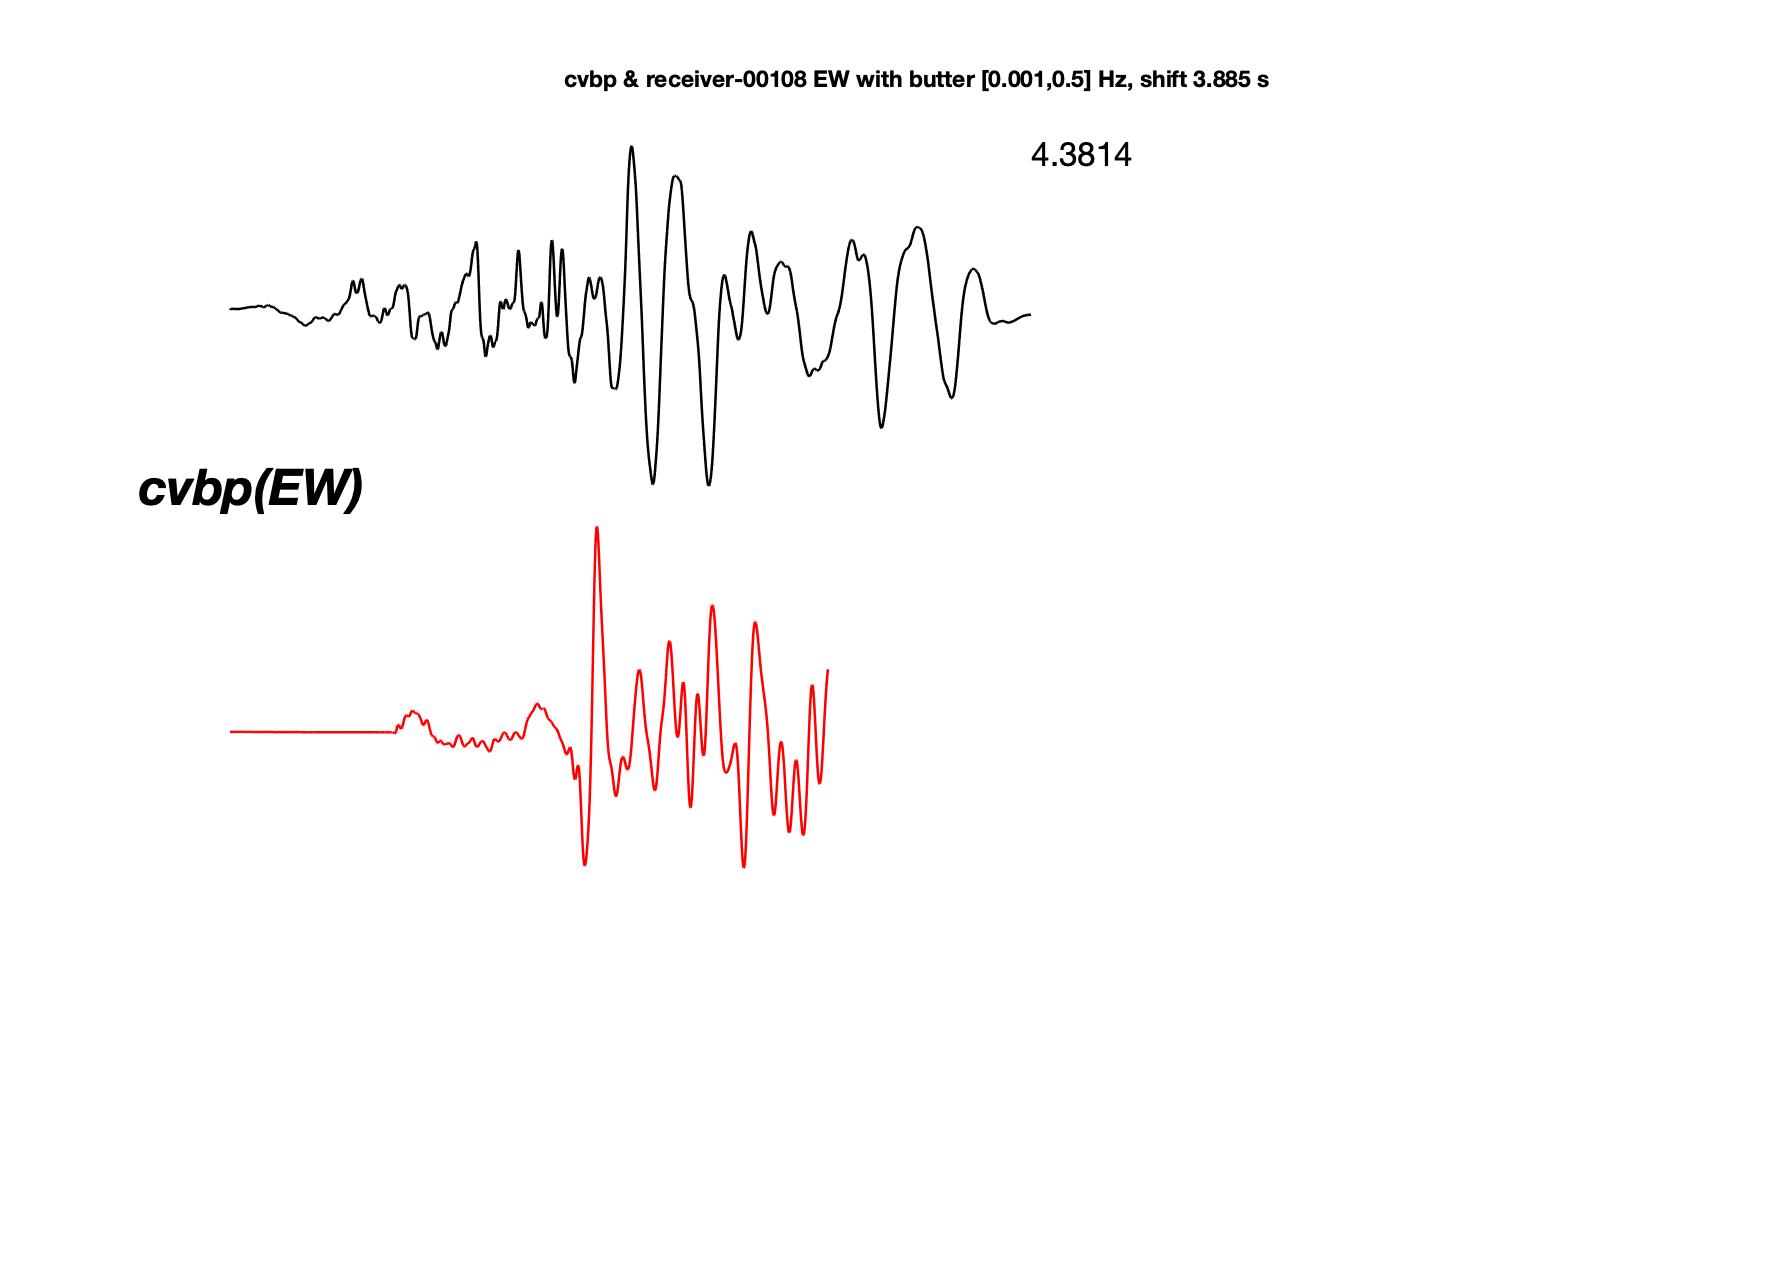 cvbp & receiver-00108 EW with butter [0.001,0.5] Hz, shift 3.885 s
4.3814
cvbp(EW)